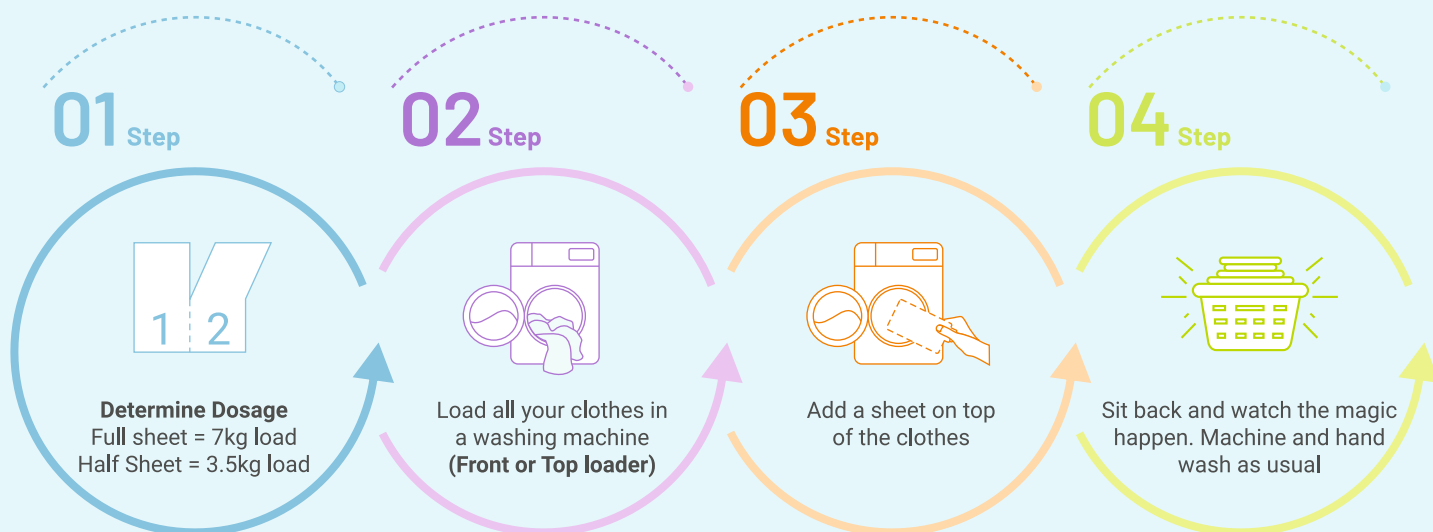 01 Step
02 Step
03 Step
04 Step
1 2
Determine Dosage
Full sheet = 7kg load
Half Sheet = 3.5kg load
Load all your clothes in
a washing machine
(Front or Top loader)
Add a sheet on top
of the clothes
Sit back and watch the magic
happen. Machine and hand
wash as usual